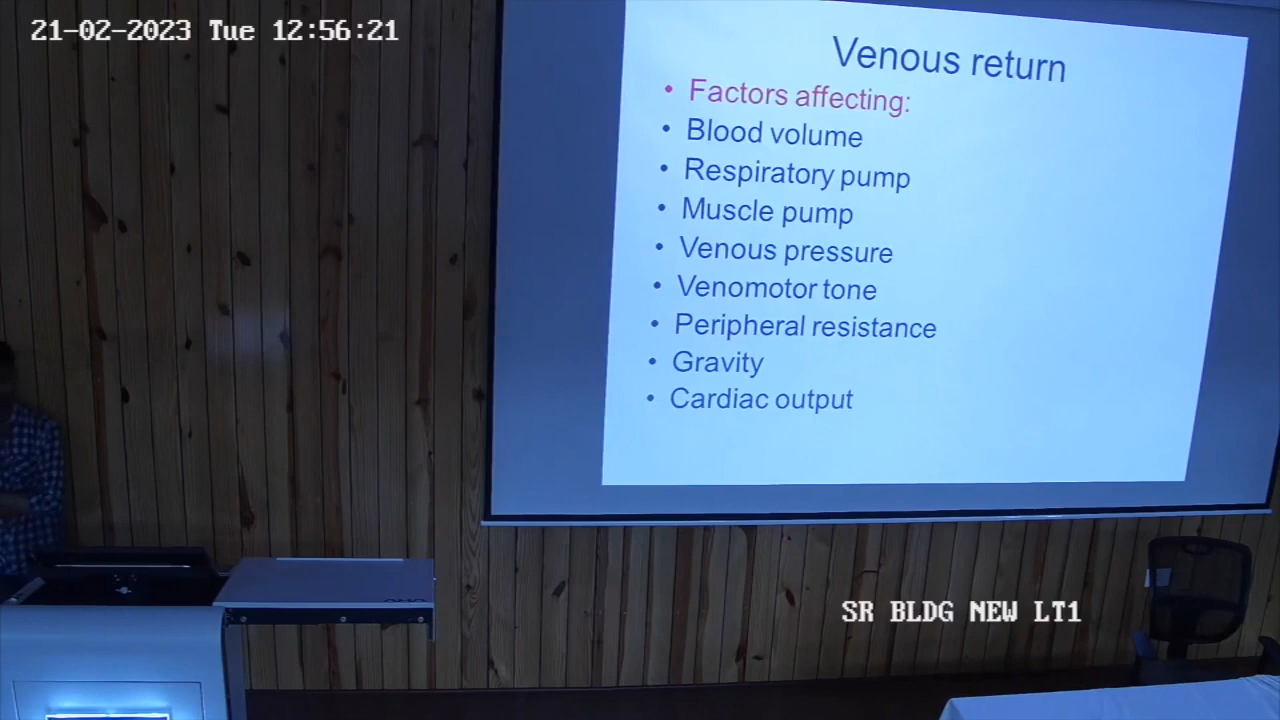 21-02-2023 Tue 12:56:21
Venous return
• Factors affecting:
• Blood volume
• Respiratory pump
• Muscle pump
• Venous pressure
• Venomotor tone
• Peripheral resistance
• Gravity
• Cardiac output
SR BLDG NEW LT1